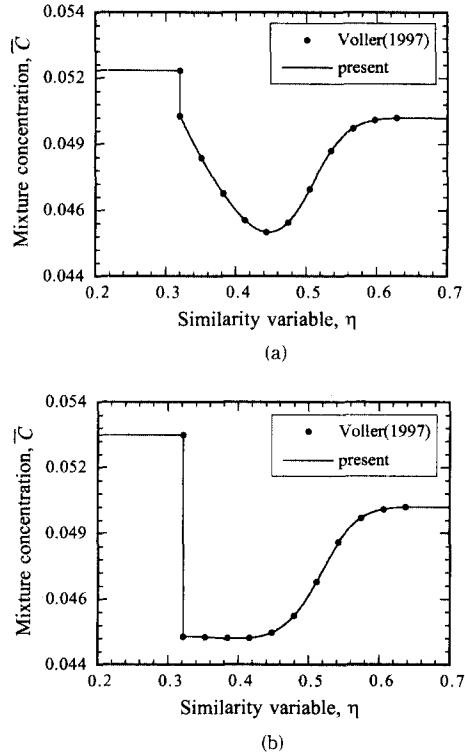 0.054
0.052
0.049
0.046
0.044
Mixture concentration, C̅
Voller(1997)
present
0.2 0.3 0.4 0.5 0.6 0.7
Similarity variable, η
(a)
0.054
0.052
0.049
0.046
0.044
Mixture concentration, C̅
Voller(1997)
present
0.2 0.3 0.4 0.5 0.6 0.7
Similarity variable, η
(b)